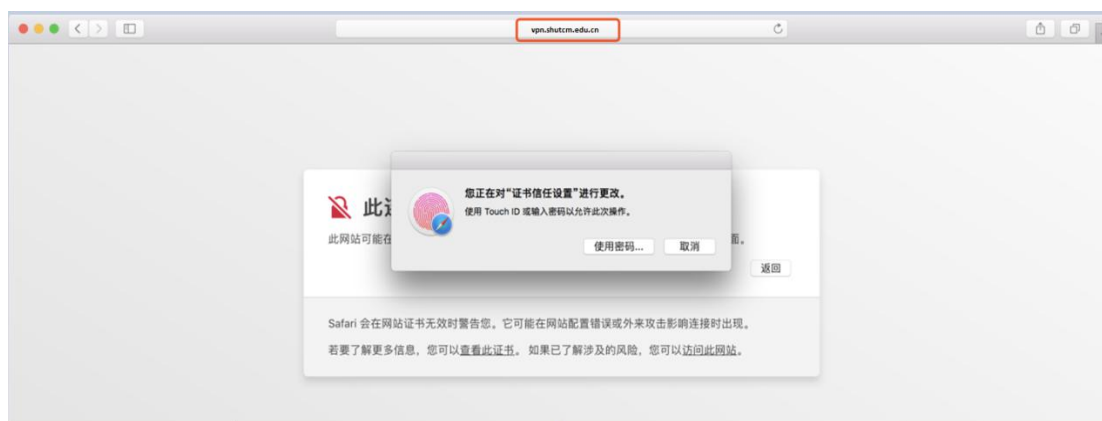 vpn.shutcm.edu.cn
您正在对“证书信任设置”进行更改。
使用 Touch ID 或输入密码以允许此次操作。
使用密码... 取消
此
此网站可能在 面。
返回
Safari 会在网站证书无效时警告您。它可能在网站配置错误或外来攻击影响连接时出现。
若要了解更多信息，您可以查看此证书。 如果已了解涉及的风险，您可以访问此网站。